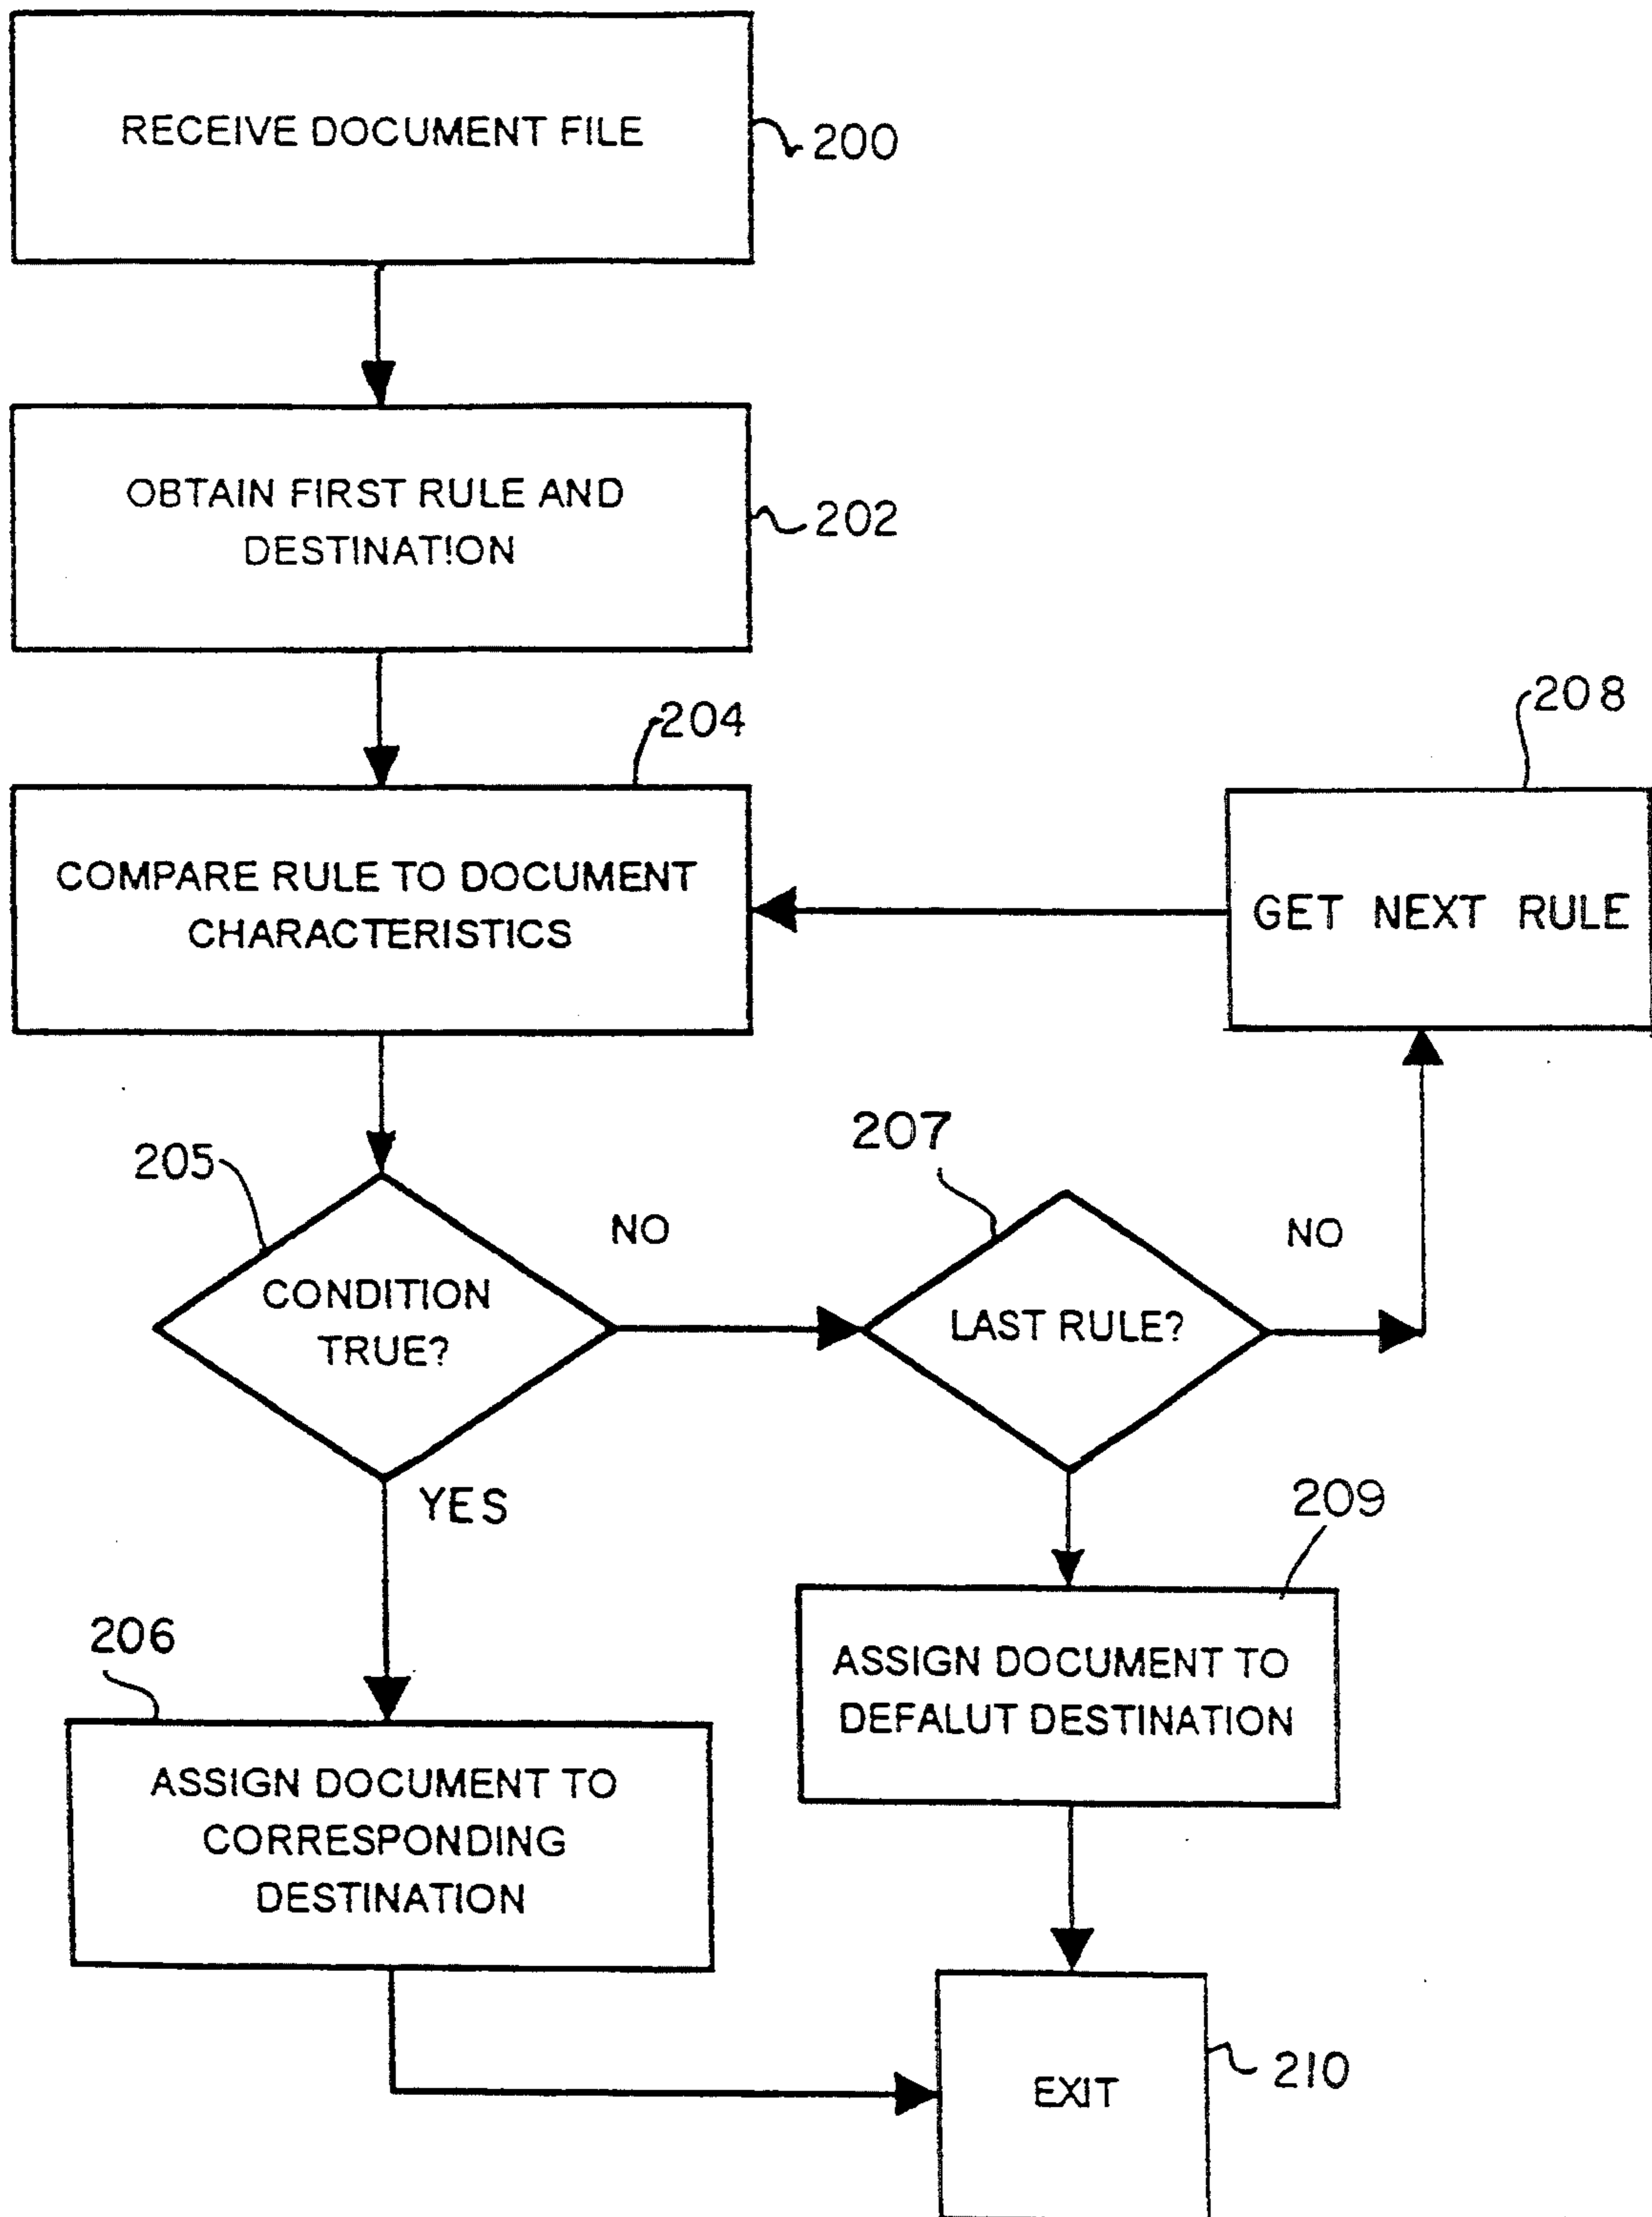 RECEIVE DOCUMENT FILE
200
OBTAIN FIRST RULE AND
DESTINATION
202
204
208
COMPARE RULE TO DOCUMENT
CHARACTERISTICS
GET NEXT RULE
205
207
NO
NO
CONDITION
TRUE?
LAST RULE?
YES
209
206
ASSIGN DOCUMENT TO
DEFALUT DESTINATION
ASSIGN DOCUMENT TO
CORRESPONDING
DESTINATION
EXIT
210